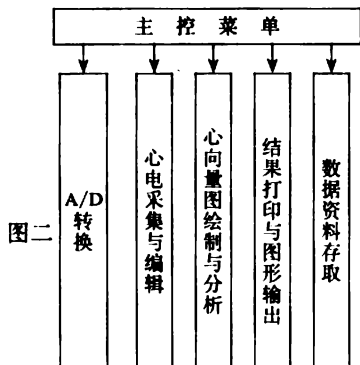 主控菜单
A/D
转换
心电采集与编辑
心向量图绘制与分析
结果打印与图形输出
数据资料存取
图二